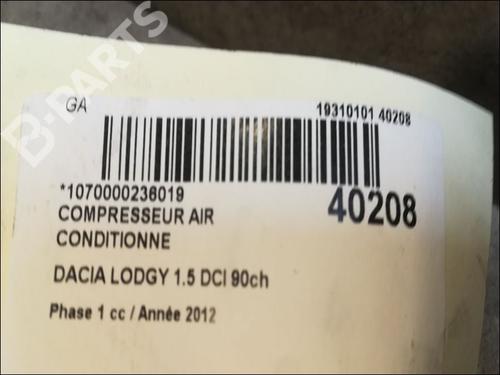 B-PARTS
GA
19310101 40208
*1070000236019
40208
COMPRESSEUR AIR
CONDITIONNE
DACIA LODGY 1.5 DCI 90ch
Phase 1 cc / Année 2012